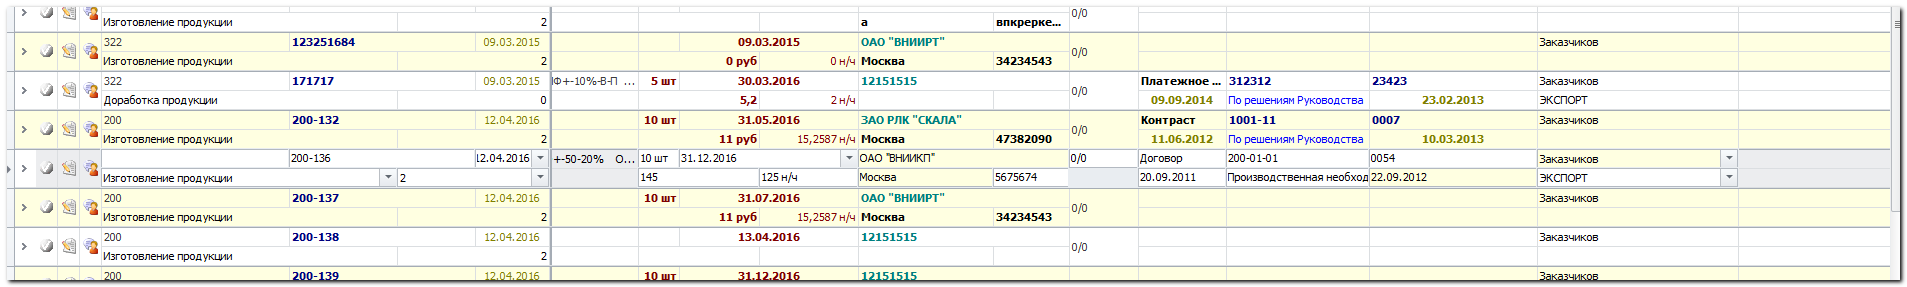 0/0
Изготовление продукции 2 а впкрерке...
322 123251684 09.03.2015 09.03.2015 ОАО "ВНИИРТ" Заказчиков
0/0
Изготовление продукции 2 0 руб 0 н/ч Москва 34234543
322 171717 09.03.2015 Ф+-10%-В-П ... 5 шт 30.03.2016 12151515 Платежное ... 312312 23423 Заказчиков
0/0
Доработка продукции 0 5,2 2 н/ч 09.09.2014 По решениям Руководства 23.02.2013 ЭКСПОРТ
200 200-132 12.04.2016 10 шт 31.05.2016 ЗАО РЛК "СКАЛА" Контраст 1001-11 0007 Заказчиков
0/0
Изготовление продукции 2 11 руб 15,2587 н/ч Москва 47382090 11.06.2012 По решениям Руководства 10.03.2013
200-136 12.04.2016 +-50-20% О... 10 шт 31.12.2016 ОАО "ВНИИКП" 0/0 Договор 200-01-01 0054 Заказчиков
Изготовление продукции 2 145 125 н/ч Москва 5675674 20.09.2011 Производственная необход 22.09.2012 ЭКСПОРТ
200 200-137 12.04.2016 10 шт 31.07.2016 ОАО "ВНИИРТ" Заказчиков
0/0
Изготовление продукции 2 11 руб 15,2587 н/ч Москва 34234543
200 200-138 12.04.2016 13.04.2016 12151515 Заказчиков
0/0
Изготовление продукции 2
200 200-139 12.04.2016 10 шт 31.12.2016 12151515 Заказчиков